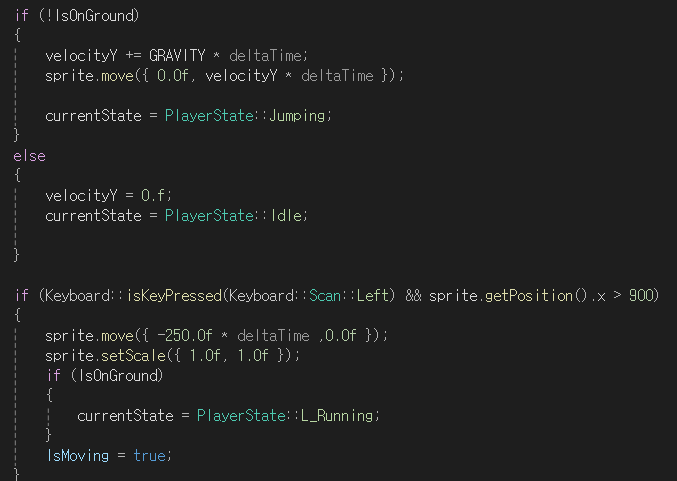 if (!IsOnGround)
{
velocityY += GRAVITY * deltaTime;
sprite.move({ 0.0f, velocityY * deltaTime });
currentState = PlayerState::Jumping;
}
else
{
velocityY = 0.f;
currentState = PlayerState::Idle;
}
if (Keyboard::isKeyPressed(Keyboard::Scan::Left) && sprite.getPosition().x > 900)
{
sprite.move({ -250.0f * deltaTime ,0.0f });
sprite.setScale({ 1.0f, 1.0f });
if (IsOnGround)
{
currentState = PlayerState::L_Running;
}
IsMoving = true;
}